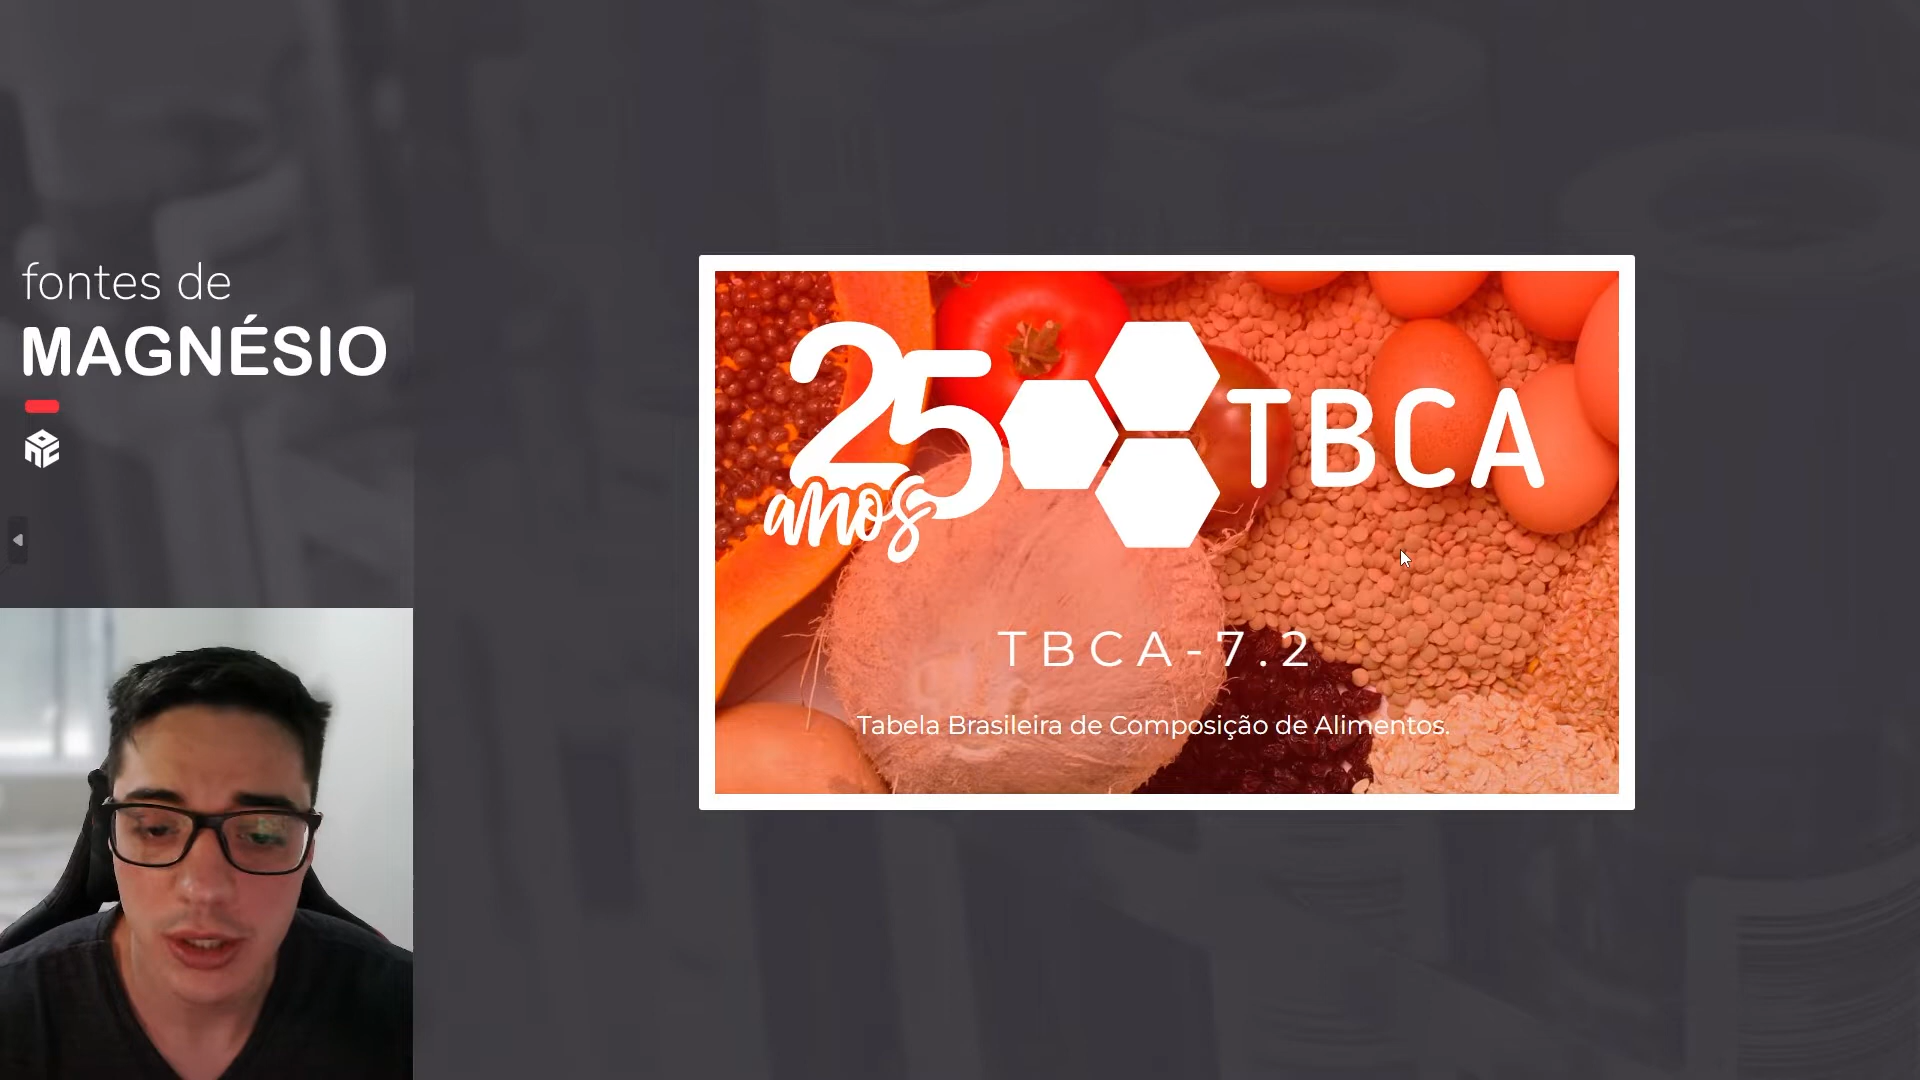 fontes de
MAGNÉSIO
25
anos
TBCA
TBCA-7.2
Tabela Brasileira de Composição de Alimentos.